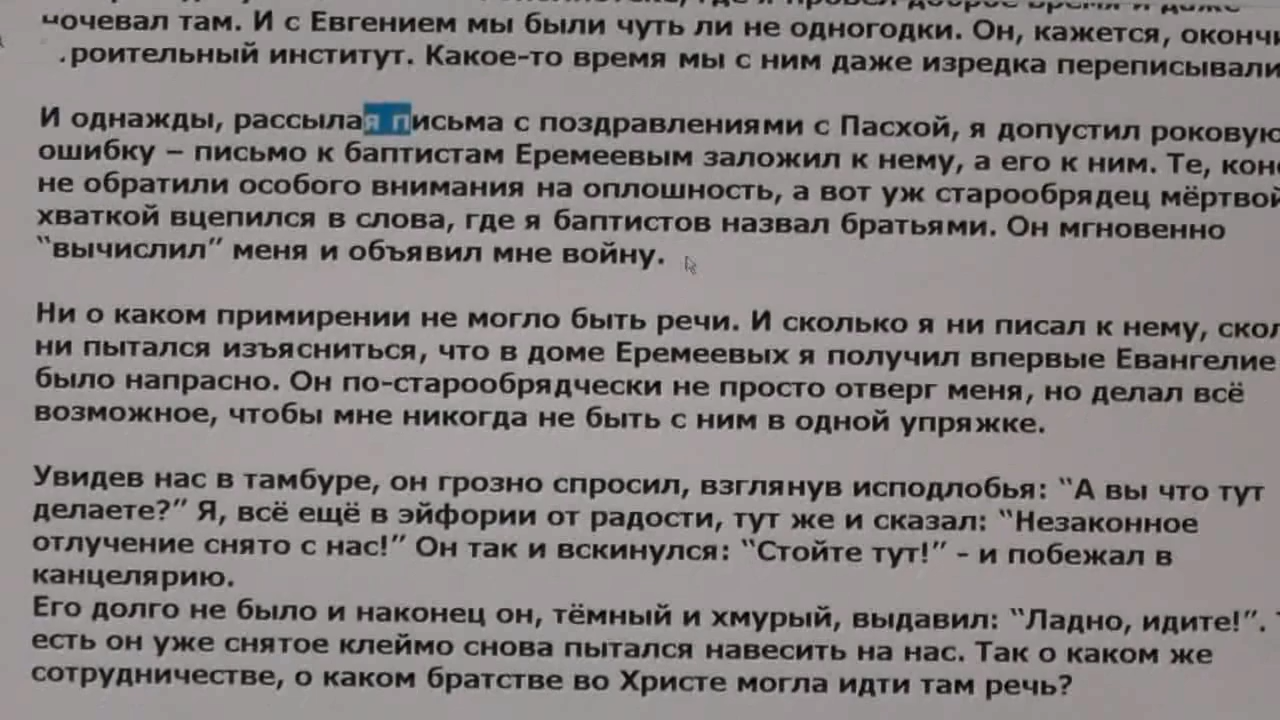 ночевал там. И с Евгением мы были чуть ли не одногодки. Он, кажется, окончи
роительный институт. Какое-то время мы с ним даже изредка переписывали
И однажды, рассылая письма с поздравлениями с Пасхой, я допустил роковую
ошибку – письмо к баптистам Еремеевым заложил к нему, а его к ним. Те, коне
не обратили особого внимания на оплошность, а вот уж старообрядец мёртвой
хваткой вцепился в слова, где я баптистов назвал братьями. Он мгновенно
“вычислил” меня и объявил мне войну.
Ни о каком примирении не могло быть речи. И сколько я ни писал к нему, скол
ни пытался изъясниться, что в доме Еремеевых я получил впервые Евангелие
было напрасно. Он по-старообрядчески не просто отверг меня, но делал всё
возможное, чтобы мне никогда не быть с ним в одной упряжке.
Увидев нас в тамбуре, он грозно спросил, взглянув исподлобья: “А вы что тут
делаете?” Я, всё ещё в эйфории от радости, тут же и сказал: “Незаконное
отлучение снято с нас!” Он так и вскинулся: “Стойте тут!” - и побежал в
канцелярию.
Его долго не было и наконец он, тёмный и хмурый, выдавил: “Ладно, идите!”.
есть он уже снятое клеймо снова пытался навесить на нас. Так о каком же
сотрудничестве, о каком братстве во Христе могла идти там речь?